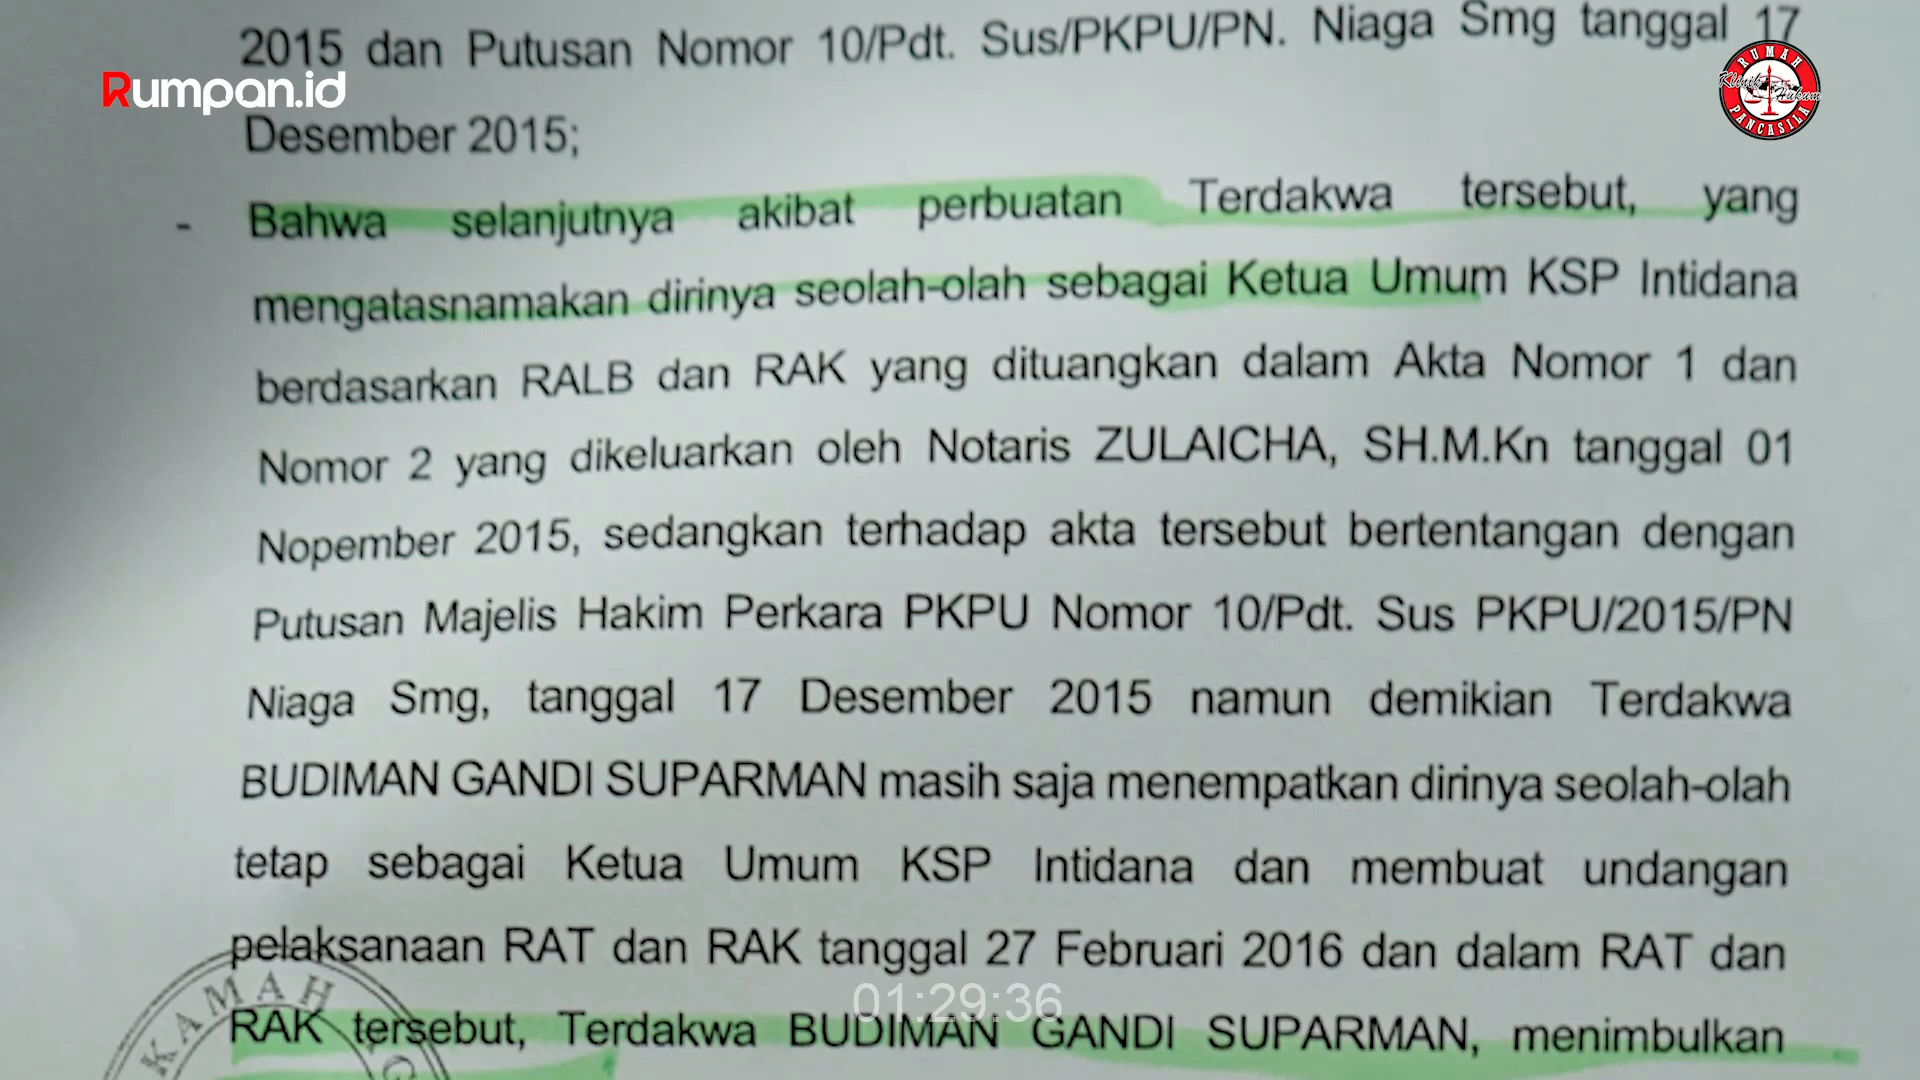 2015 dan Putusan Nomor 10/Pdt. Sus/PKPU/PN. Niaga Smg tanggal 17
Rumpan.id
RUMAH
Klinik Hukum
PANCASILA
Desember 2015;
- Bahwa selanjutnya akibat perbuatan Terdakwa tersebut, yang
mengatasnamakan dirinya seolah-olah sebagai Ketua Umum KSP Intidana
berdasarkan RALB dan RAK yang dituangkan dalam Akta Nomor 1 dan
Nomor 2 yang dikeluarkan oleh Notaris ZULAICHA, SH.M.Kn tanggal 01
Nopember 2015, sedangkan terhadap akta tersebut bertentangan dengan
Putusan Majelis Hakim Perkara PKPU Nomor 10/Pdt. Sus PKPU/2015/PN
Niaga Smg, tanggal 17 Desember 2015 namun demikian Terdakwa
BUDIMAN GANDI SUPARMAN masih saja menempatkan dirinya seolah-olah
tetap sebagai Ketua Umum KSP Intidana dan membuat undangan
pelaksanaan RAT dan RAK tanggal 27 Februari 2016 dan dalam RAT dan
01:29:36
RAK tersebut, Terdakwa BUDIMAN GANDI SUPARMAN, menimbulkan